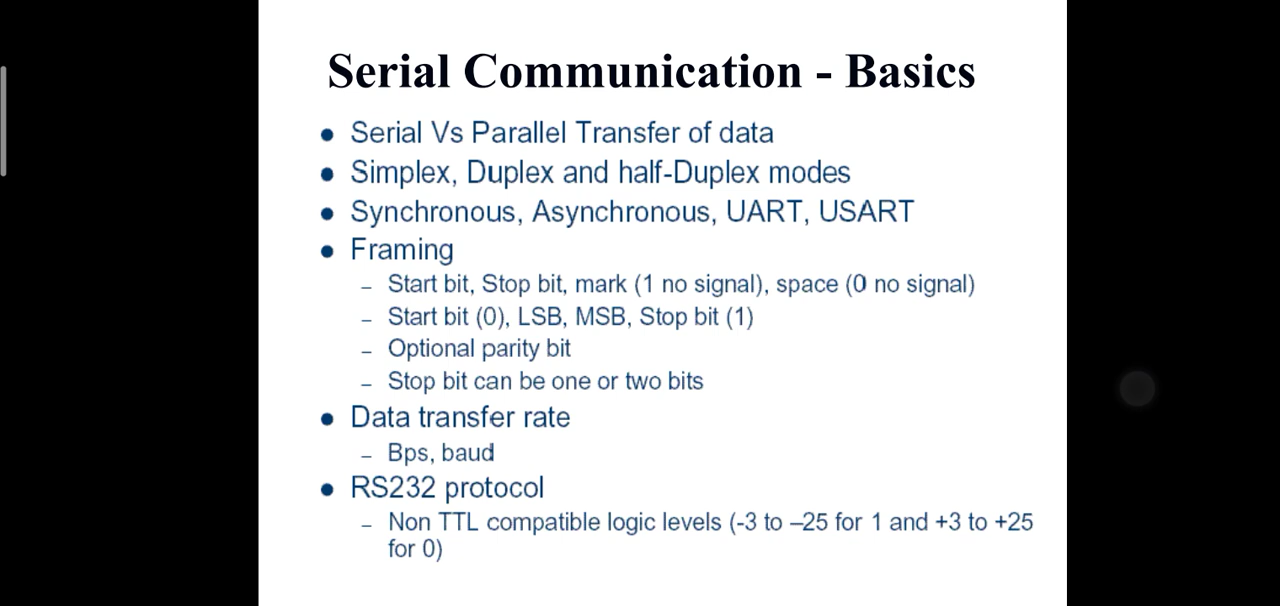 Serial Communication - Basics
● Serial Vs Parallel Transfer of data
● Simplex, Duplex and half-Duplex modes
● Synchronous, Asynchronous, UART, USART
● Framing
– Start bit, Stop bit, mark (1 no signal), space (0 no signal)
– Start bit (0), LSB, MSB, Stop bit (1)
– Optional parity bit
– Stop bit can be one or two bits
● Data transfer rate
– Bps, baud
● RS232 protocol
– Non TTL compatible logic levels (-3 to –25 for 1 and +3 to +25
for 0)